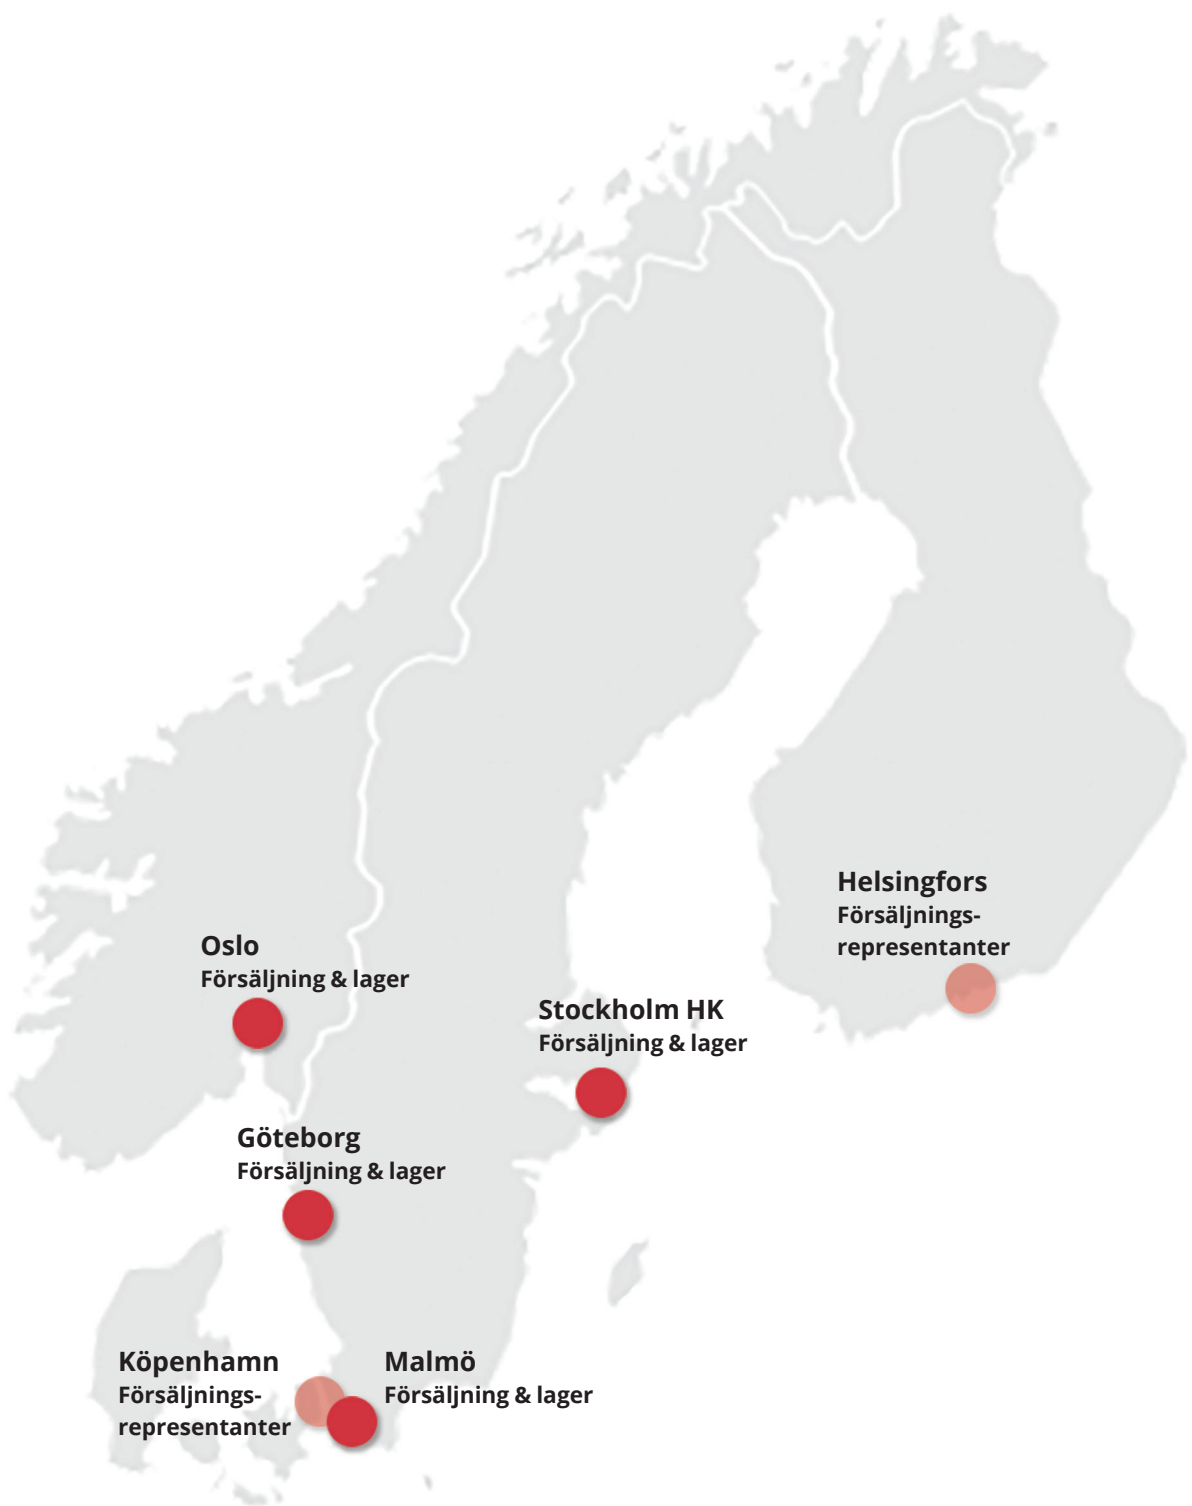 Helsingfors
Försäljnings-
representanter
Oslo
Försäljning & lager
Stockholm HK
Försäljning & lager
Göteborg
Försäljning & lager
Köpenhamn
Försäljnings-
representanter
Malmö
Försäljning & lager